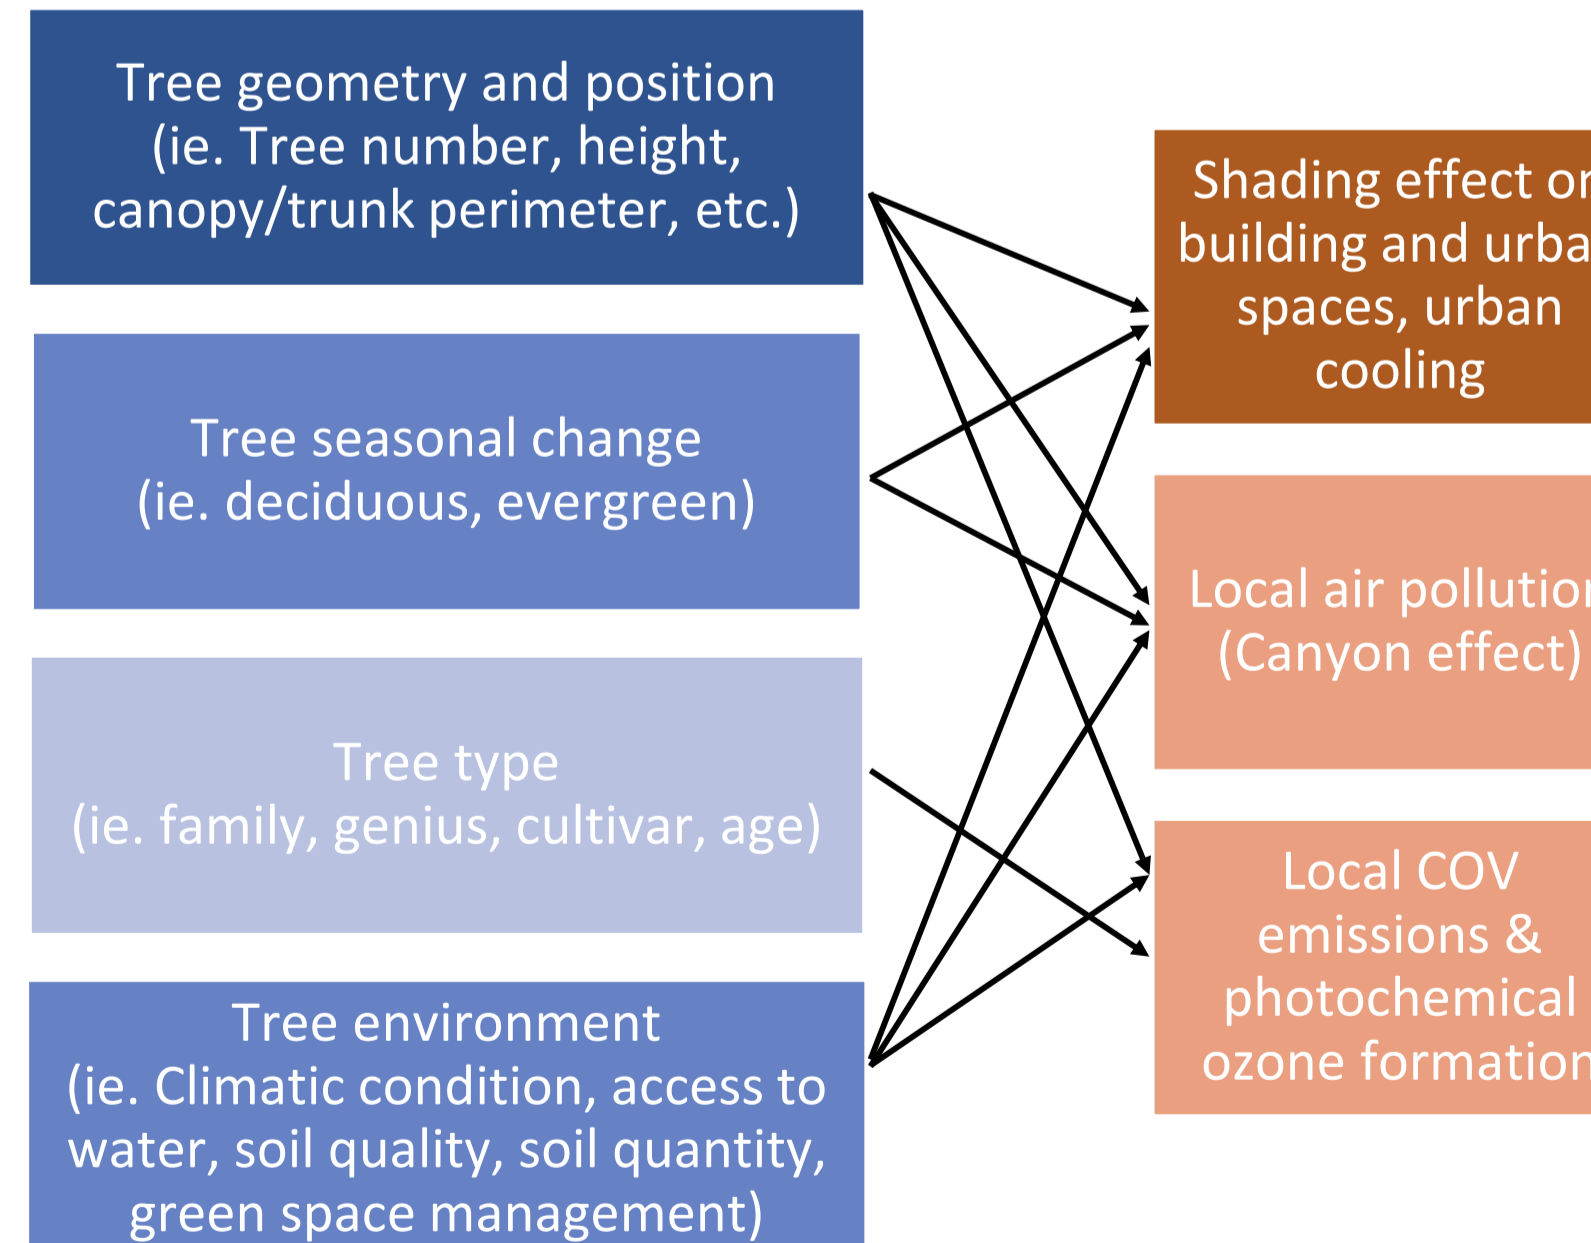 Tree geometry and position
(ie. Tree number, height,
canopy/trunk perimeter, etc.)
Tree seasonal change
(ie. deciduous, evergreen)
Tree type
(ie. family, genius, cultivar, age)
Tree environment
(ie. Climatic condition, access to
water, soil quality, soil quantity,
green space management)
Shading effect on
building and urba
spaces, urban
cooling
Local air pollution
(Canyon effect)
Local COV
emissions &
photochemical
ozone formation